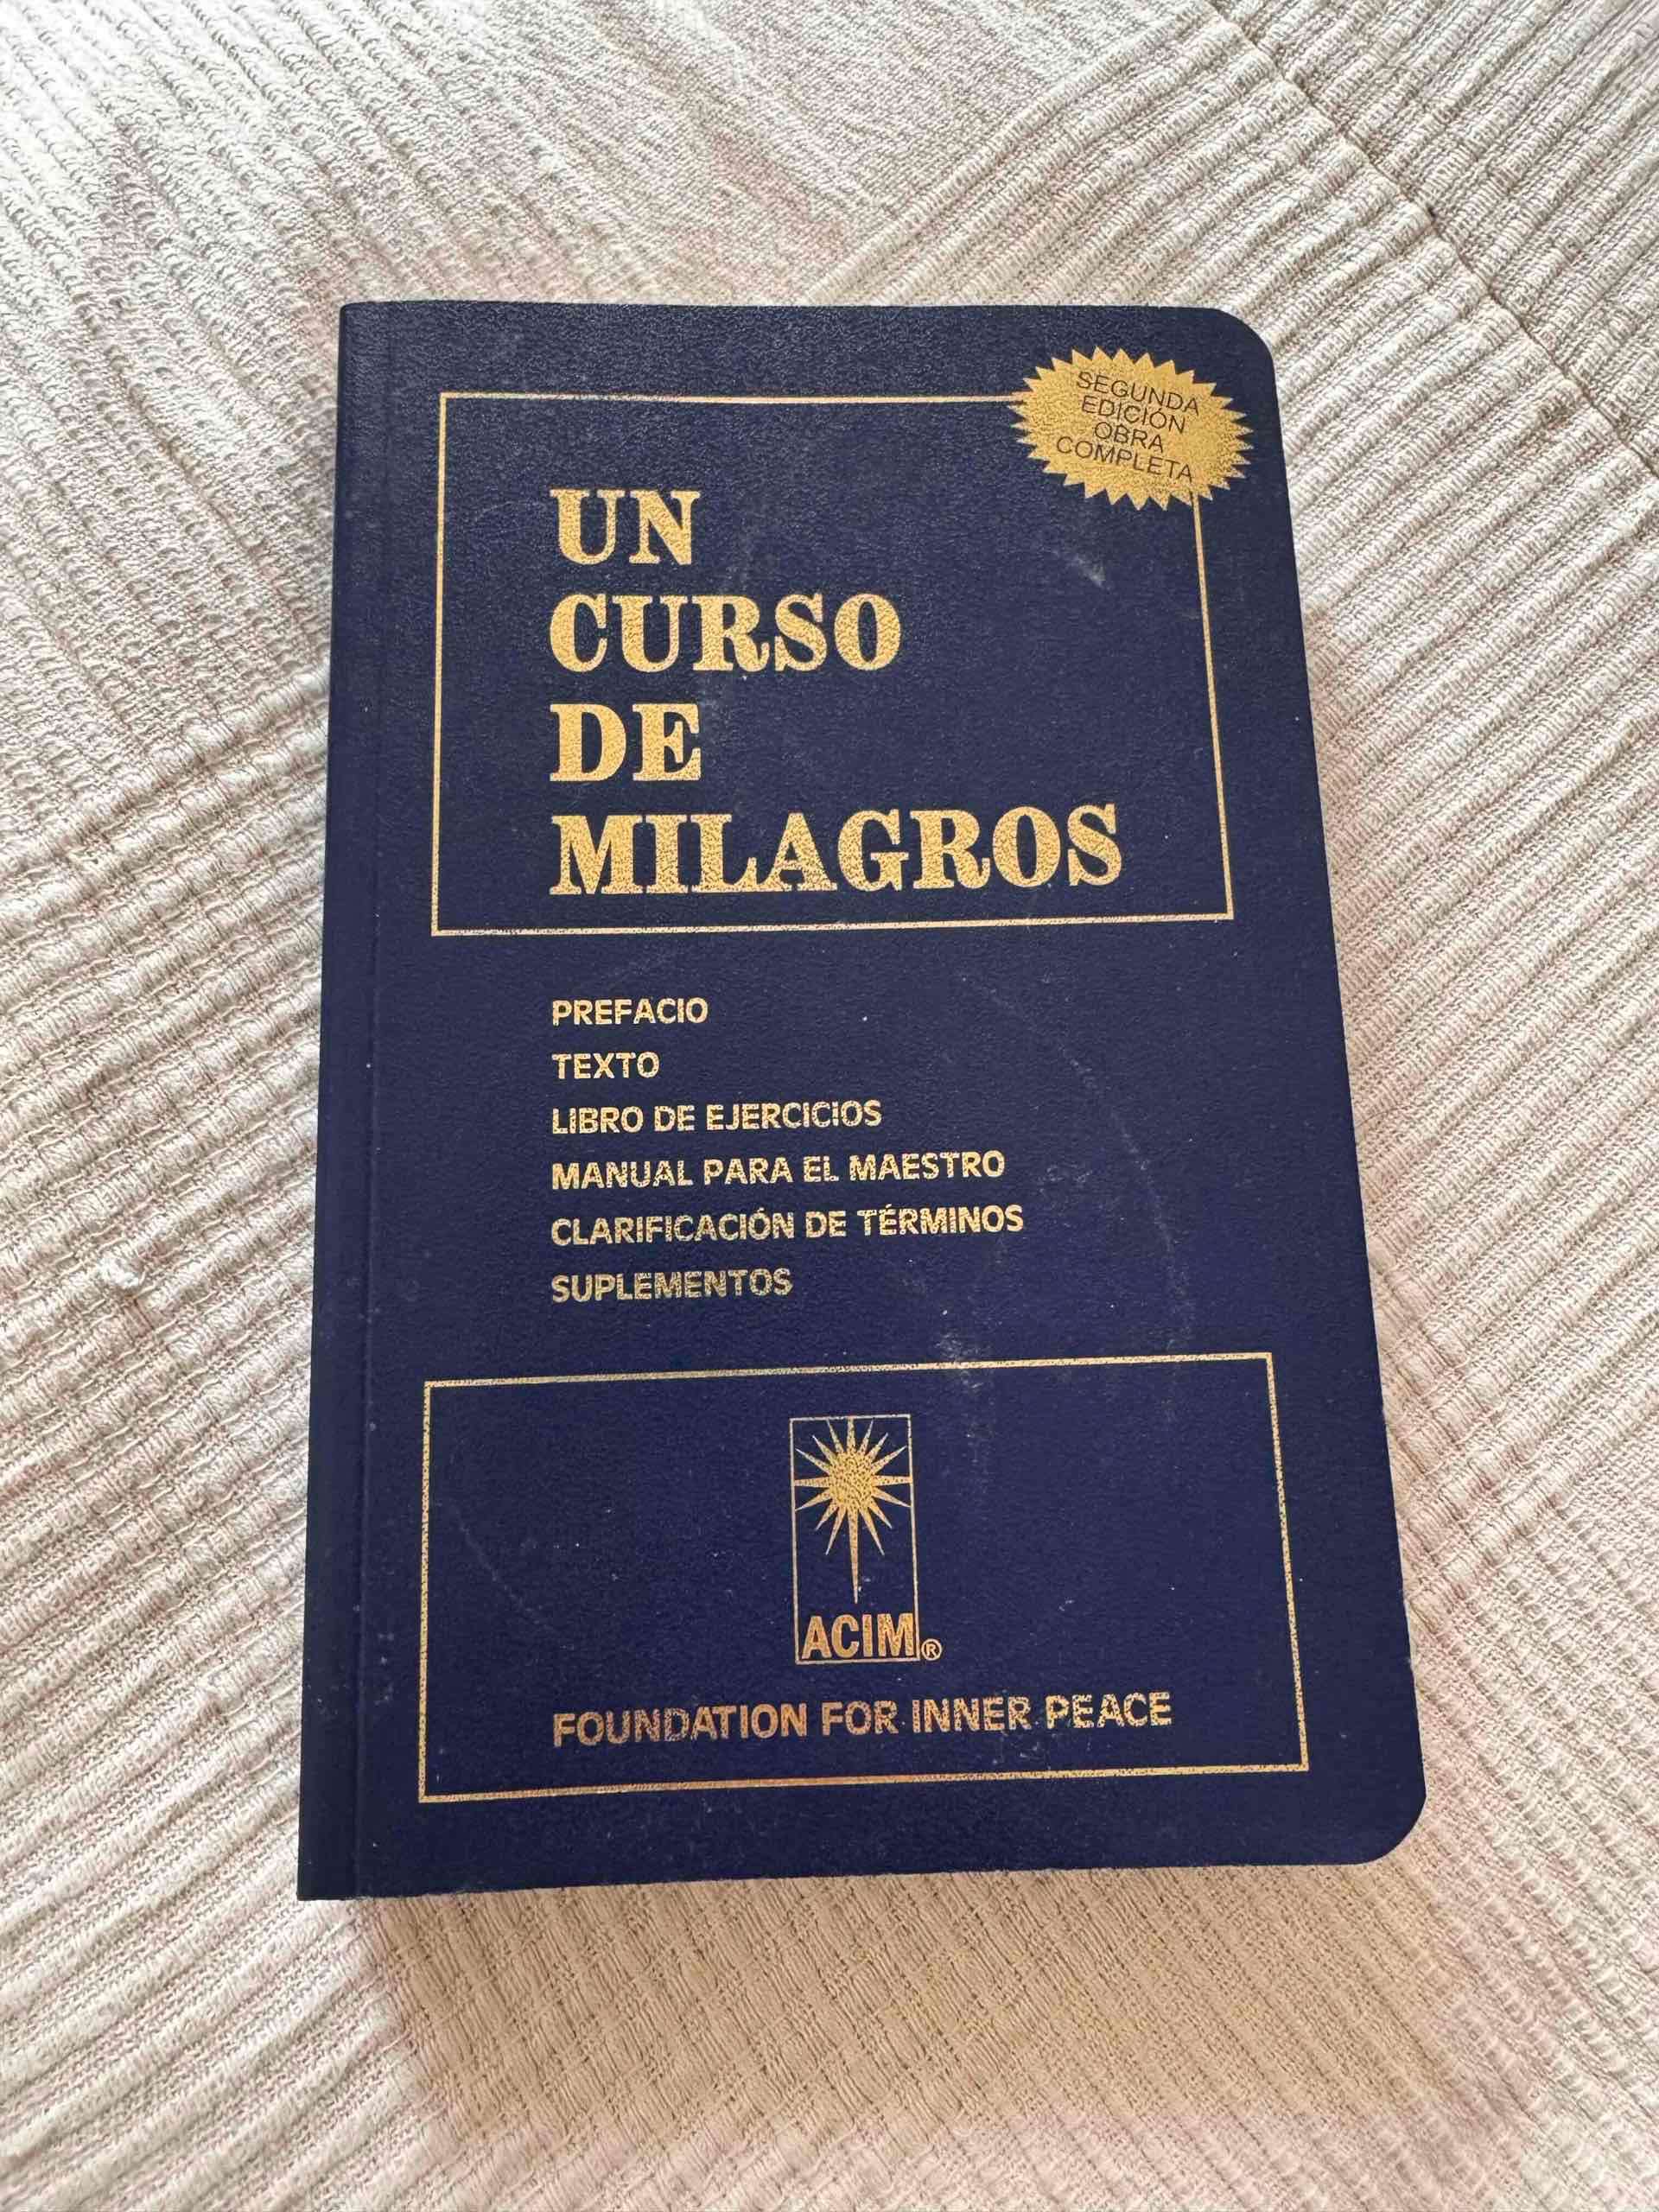 SEGUNDA
EDICIÓN
OBRA
COMPLETA
UN
CURSO
DE
MILAGROS
PREFACIO
TEXTO
LIBRO DE EJERCICIOS
MANUAL PARA EL MAESTRO
CLARIFICACIÓN DE TÉRMINOS
SUPLEMENTOS
ACIM®
FOUNDATION FOR INNER PEACE